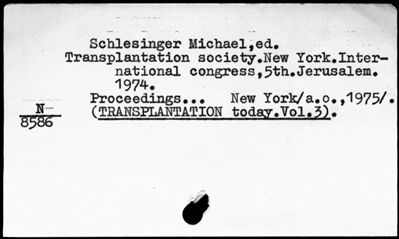 Schlesinger Michael,ed.
Transplantation society.New York.Inter-
national congress,5th.Jerusalem.
1974.
Proceedings... New York/a.o.,1975/.
(TRANSPLANTATION today.Vol.3).
N-
8586